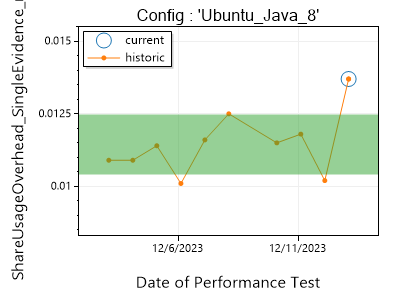 Config : 'Ubuntu_Java_8'
current
historic
0.015
0.0125
0.01
ShareUsageOverhead_SingleEvidence_
12/6/2023
12/11/2023
Date of Performance Test